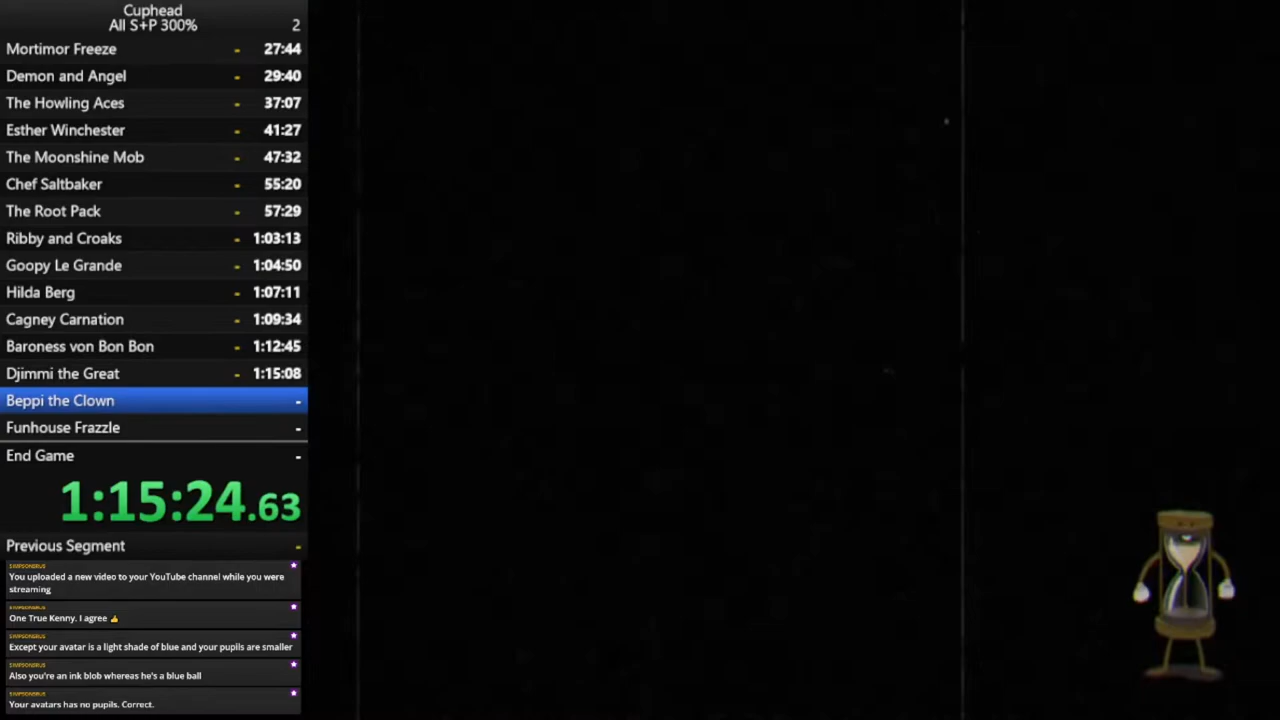 Cuphead
All S+P 300%
2
Mortimor Freeze - 27:44
Demon and Angel - 29:40
The Howling Aces - 37:07
Esther Winchester - 41:27
The Moonshine Mob - 47:32
Chef Saltbaker - 55:20
The Root Pack - 57:29
Ribby and Croaks - 1:03:13
Goopy Le Grande - 1:04:50
Hilda Berg - 1:07:11
Cagney Carnation - 1:09:34
Baroness von Bon Bon - 1:12:45
Djimmi the Great - 1:15:08
Beppi the Clown -
Funhouse Frazzle -
End Game -
1:15:24.63
Previous Segment -
You uploaded a new video to your YouTube channel while you were
streaming
One True Kenny. I agree 👍
Except your avatar is a light shade of blue and your pupils are smaller
Also you're an ink blob whereas he's a blue ball
Your avatars has no pupils. Correct.